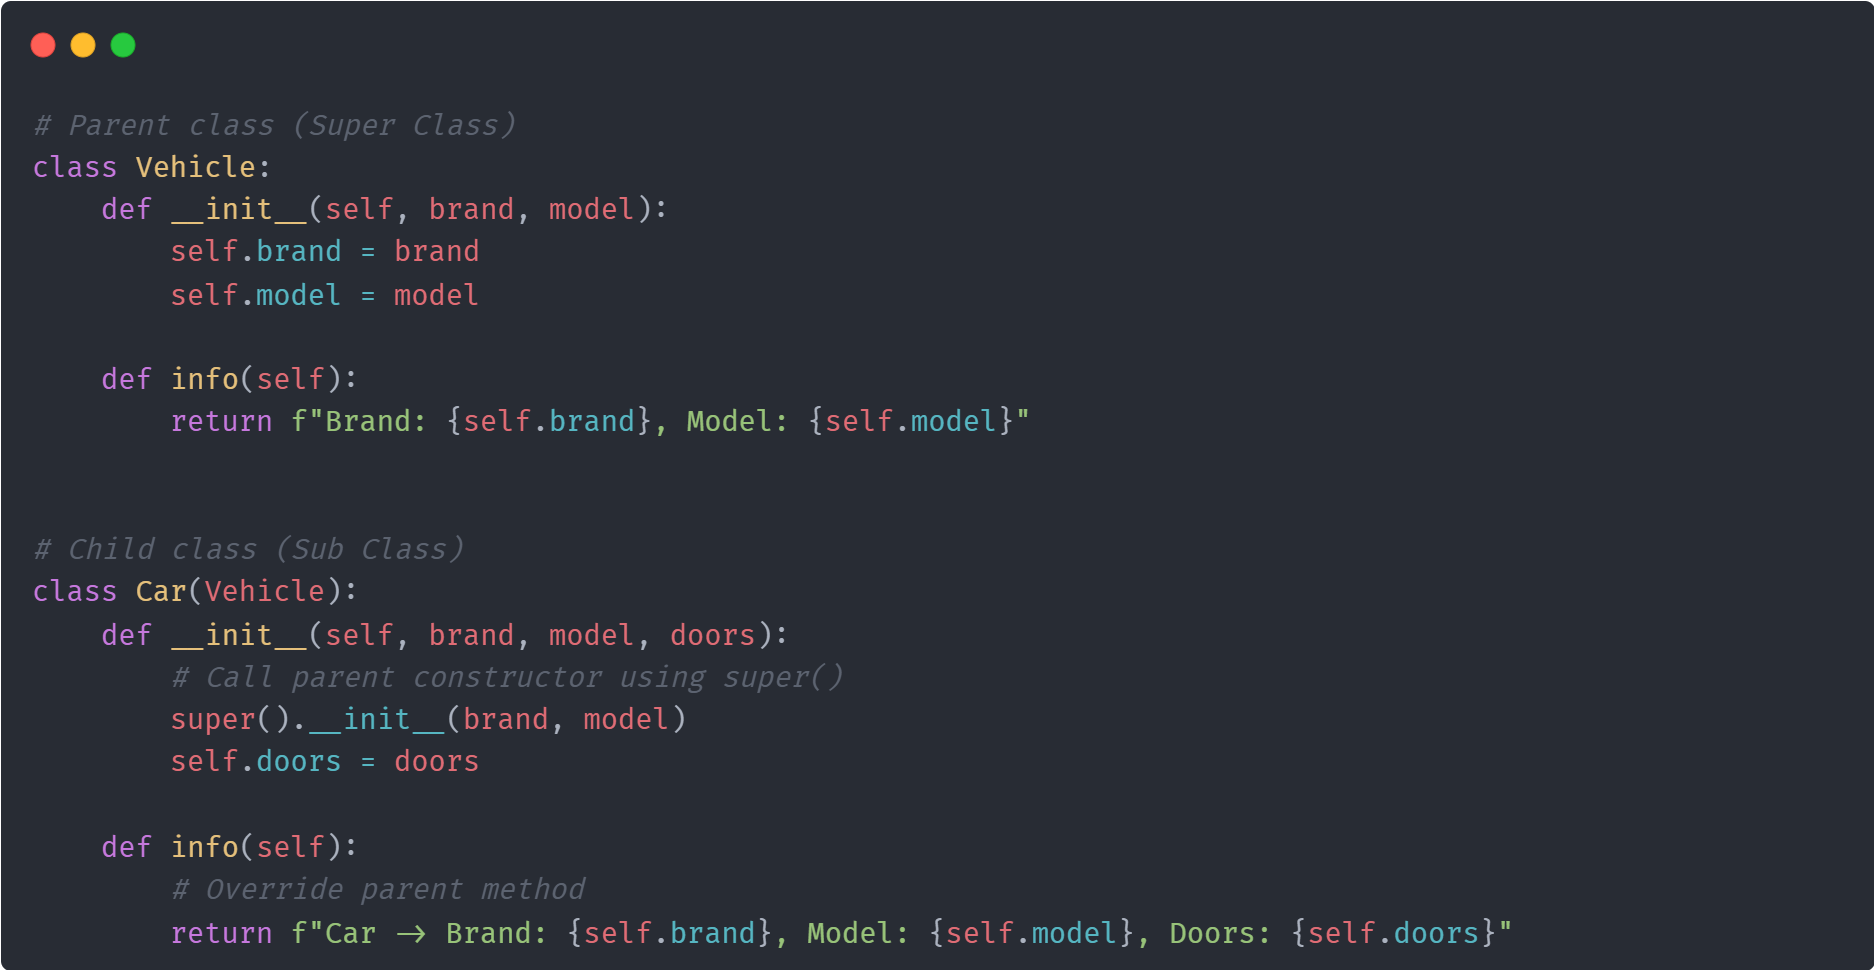 # Parent class (Super Class)
class Vehicle:
    def __init__(self, brand, model):
        self.brand = brand
        self.model = model

    def info(self):
        return f"Brand: {self.brand}, Model: {self.model}"


# Child class (Sub Class)
class Car(Vehicle):
    def __init__(self, brand, model, doors):
        # Call parent constructor using super()
        super().__init__(brand, model)
        self.doors = doors

    def info(self):
        # Override parent method
        return f"Car -> Brand: {self.brand}, Model: {self.model}, Doors: {self.doors}"